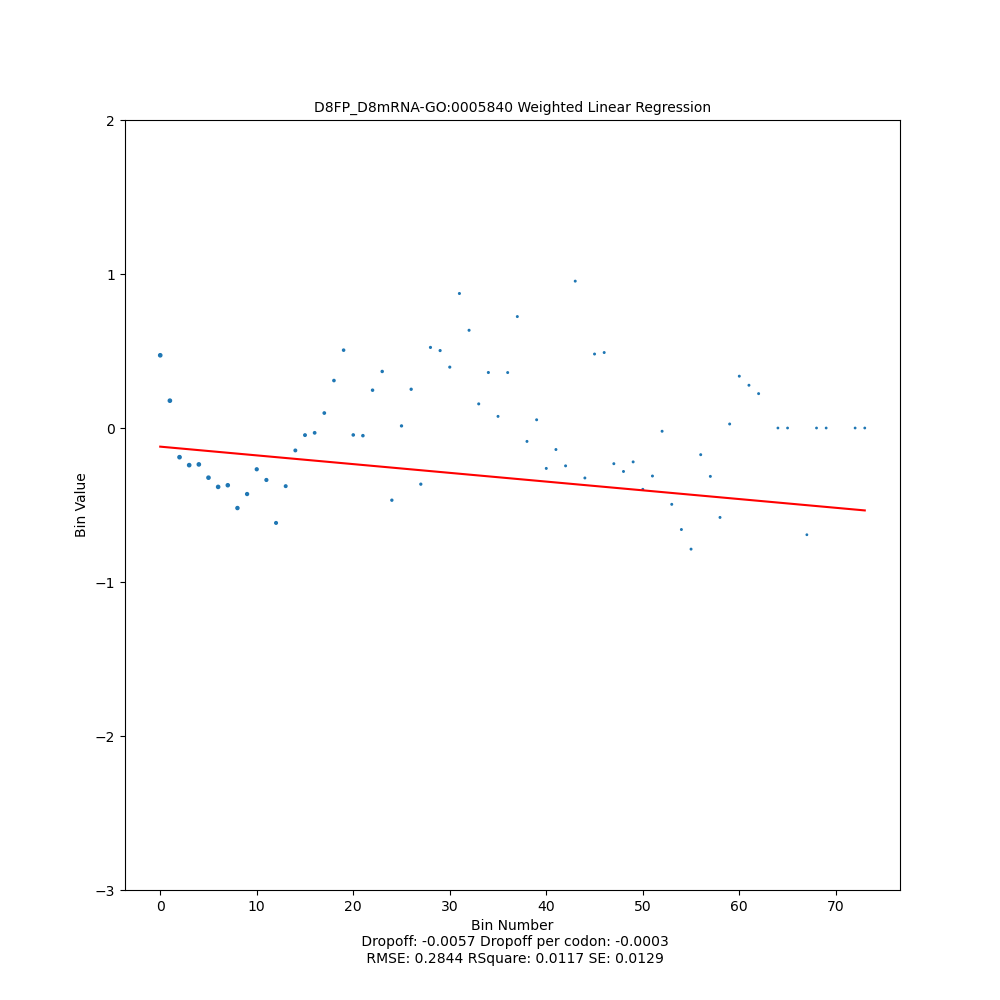 D8FP_D8mRNA-GO:0005840 Weighted Linear Regression
2
1
0
−1
−2
−3
Bin Value
0 10 20 30 40 50 60 70
Bin Number
Dropoff: -0.0057 Dropoff per codon: -0.0003
RMSE: 0.2844 RSquare: 0.0117 SE: 0.0129